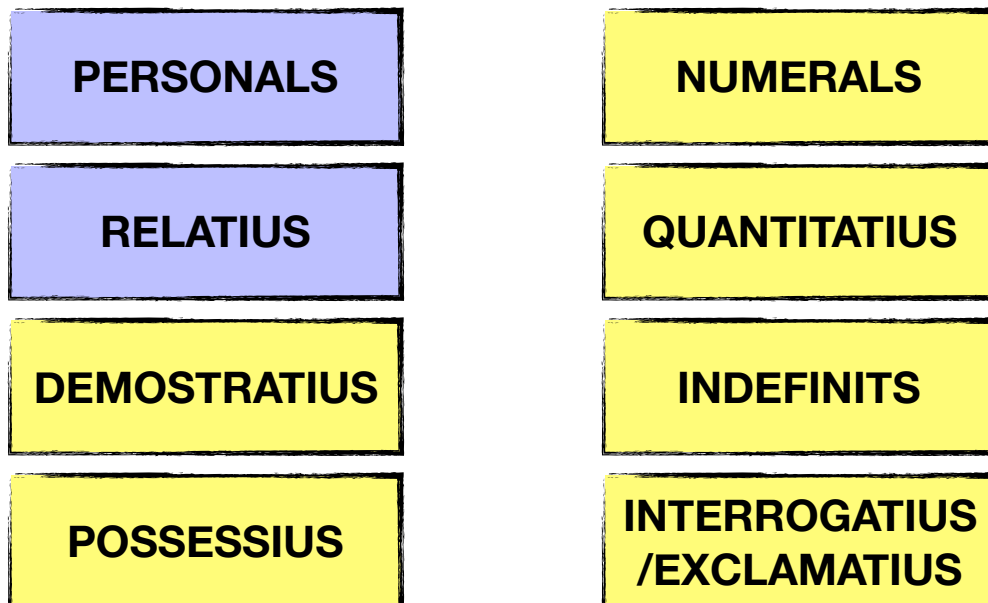 PERSONALS
RELATIUS
DEMOSTRATIUS
POSSESSIUS
NUMERALS
QUANTITATIUS
INDEFINITS
INTERROGATIUS
/EXCLAMATIUS